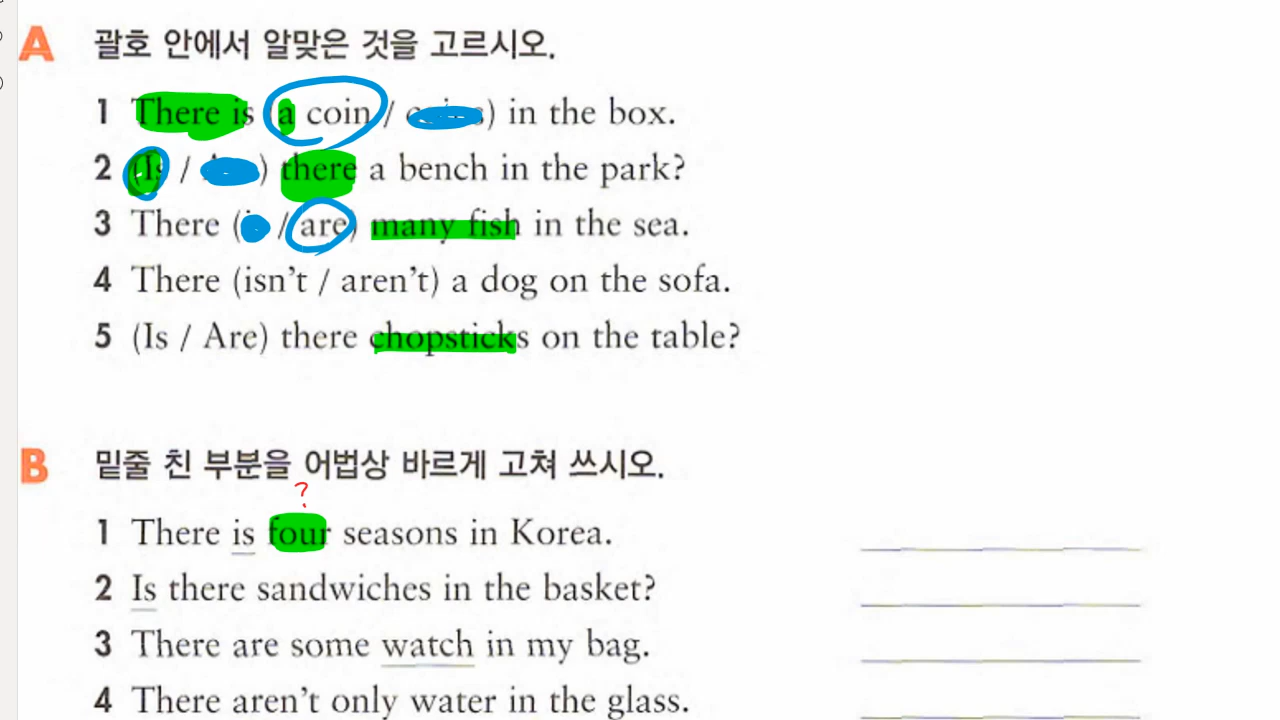 A 괄호 안에서 알맞은 것을 고르시오.
1 There is (a coin / coins) in the box.
2 (Is / Are) there a bench in the park?
3 There (is / are) many fish in the sea.
4 There (isn't / aren't) a dog on the sofa.
5 (Is / Are) there chopsticks on the table?
B 밑줄 친 부분을 어법상 바르게 고쳐 쓰시오.
?
1 There is four seasons in Korea.
2 Is there sandwiches in the basket?
3 There are some watch in my bag.
4 There aren't only water in the glass.